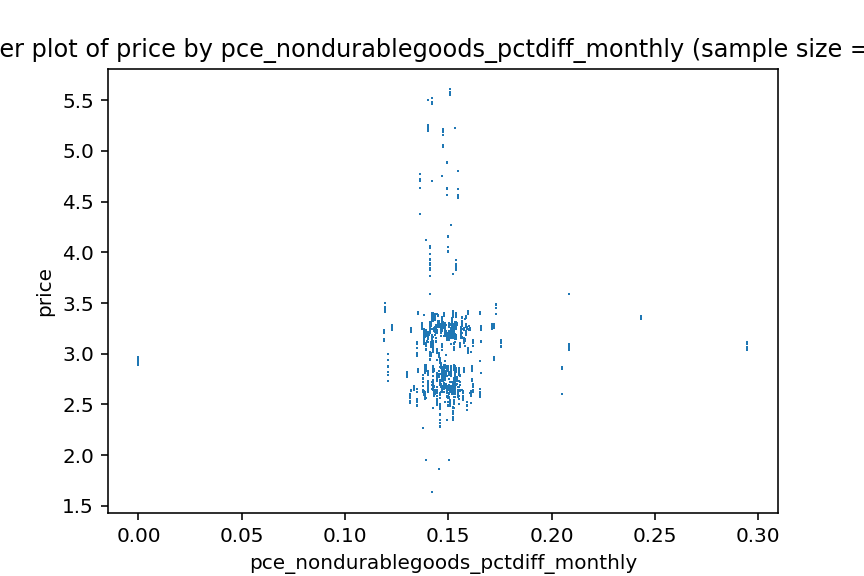 er plot of price by pce_nondurablegoods_pctdiff_monthly (sample size =
5.5
5.0
4.5
4.0
3.5
3.0
2.5
2.0
1.5
price
0.00 0.05 0.10 0.15 0.20 0.25 0.30
pce_nondurablegoods_pctdiff_monthly